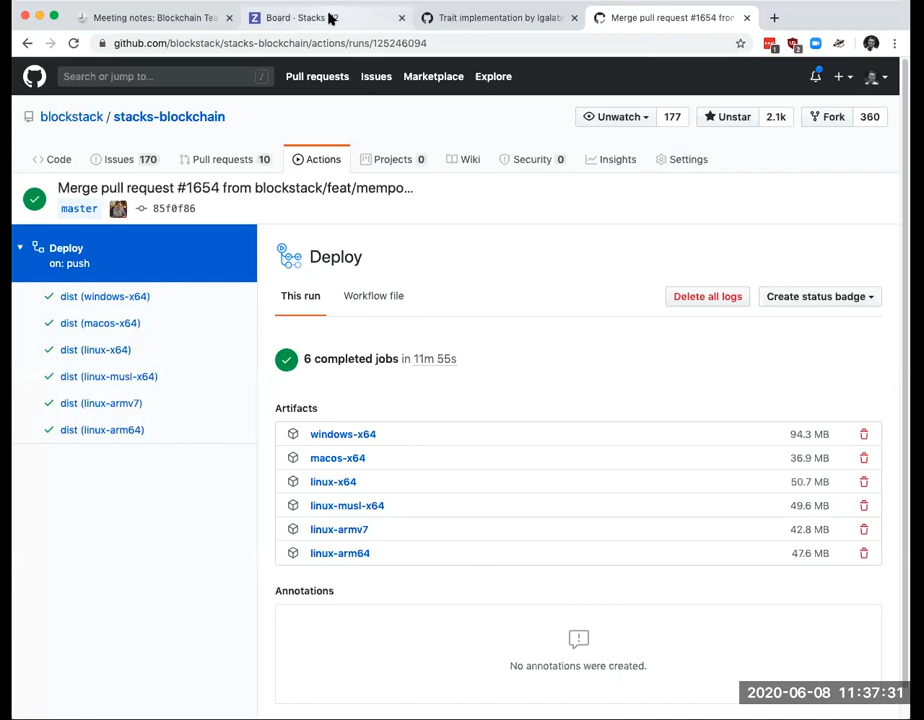 Meeting notes: Blockchain Tea
Board · Stacks 2
Trait implementation by lgalab
Merge pull request #1654 from
github.com/blockstack/stacks-blockchain/actions/runs/125246094
Search or jump to... /
Pull requests Issues Marketplace Explore
blockstack / stacks-blockchain
Unwatch 177 Unstar 2.1k Fork 360
Code Issues 170 Pull requests 10 Actions Projects 0 Wiki Security 0 Insights Settings
Merge pull request #1654 from blockstack/feat/mempo...
master 85f0f86
Deploy
on: push
dist (windows-x64)
dist (macos-x64)
dist (linux-x64)
dist (linux-musl-x64)
dist (linux-armv7)
dist (linux-arm64)
Deploy
This run Workflow file
Delete all logs Create status badge
6 completed jobs in 11m 55s
Artifacts
windows-x64 94.3 MB
macos-x64 36.9 MB
linux-x64 50.7 MB
linux-musl-x64 49.6 MB
linux-armv7 42.8 MB
linux-arm64 47.6 MB
Annotations
No annotations were created.
2020-06-08 11:37:31